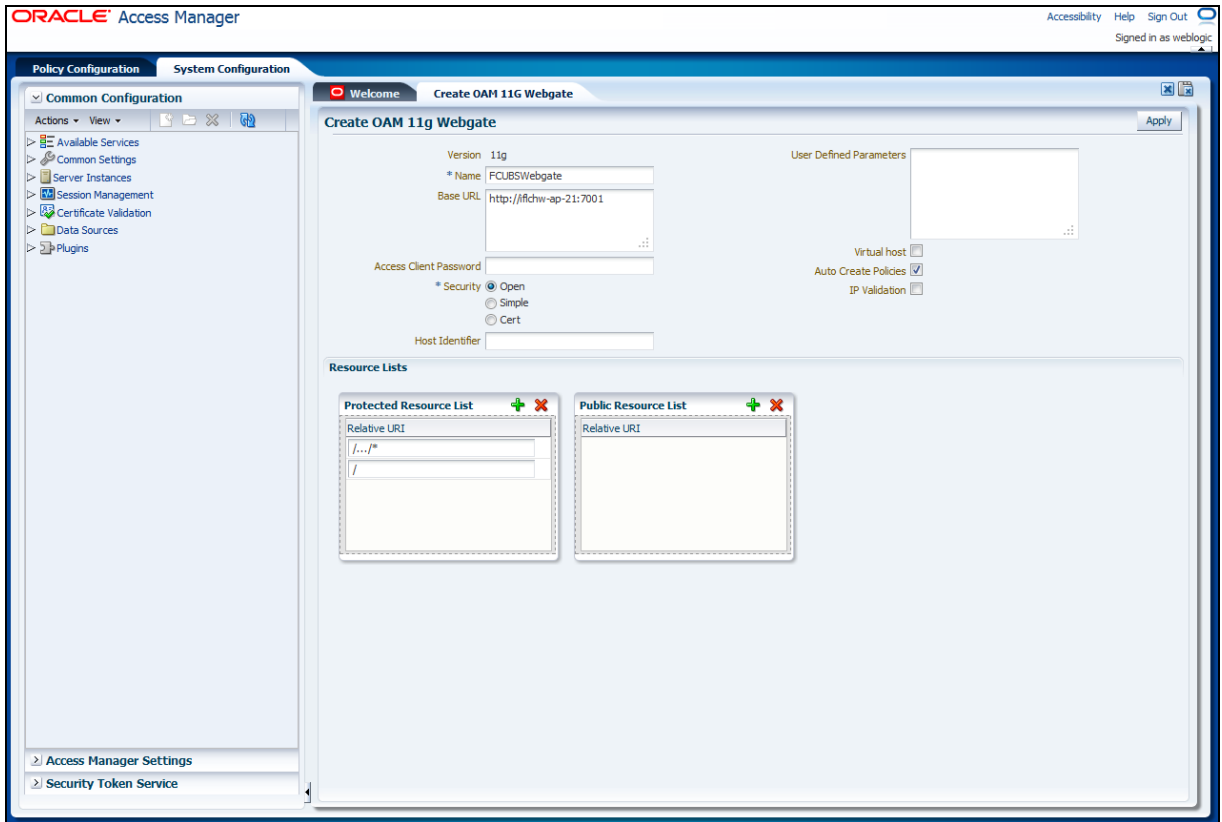 ORACLE Access Manager
Accessibility Help Sign Out
Signed in as weblogic
Policy Configuration System Configuration
Common Configuration
Actions View
Available Services
Common Settings
Server Instances
Session Management
Certificate Validation
Data Sources
Plugins
Access Manager Settings
Security Token Service
Welcome Create OAM 11G Webgate
Create OAM 11g Webgate Apply
Version 11g
* Name FCUBSWebgate
Base URL http://iflchw-ap-21:7001
Access Client Password
* Security Open
Simple
Cert
Host Identifier
User Defined Parameters
Virtual host
Auto Create Policies
IP Validation
Resource Lists
Protected Resource List
Relative URI
/.../*
/
Public Resource List
Relative URI